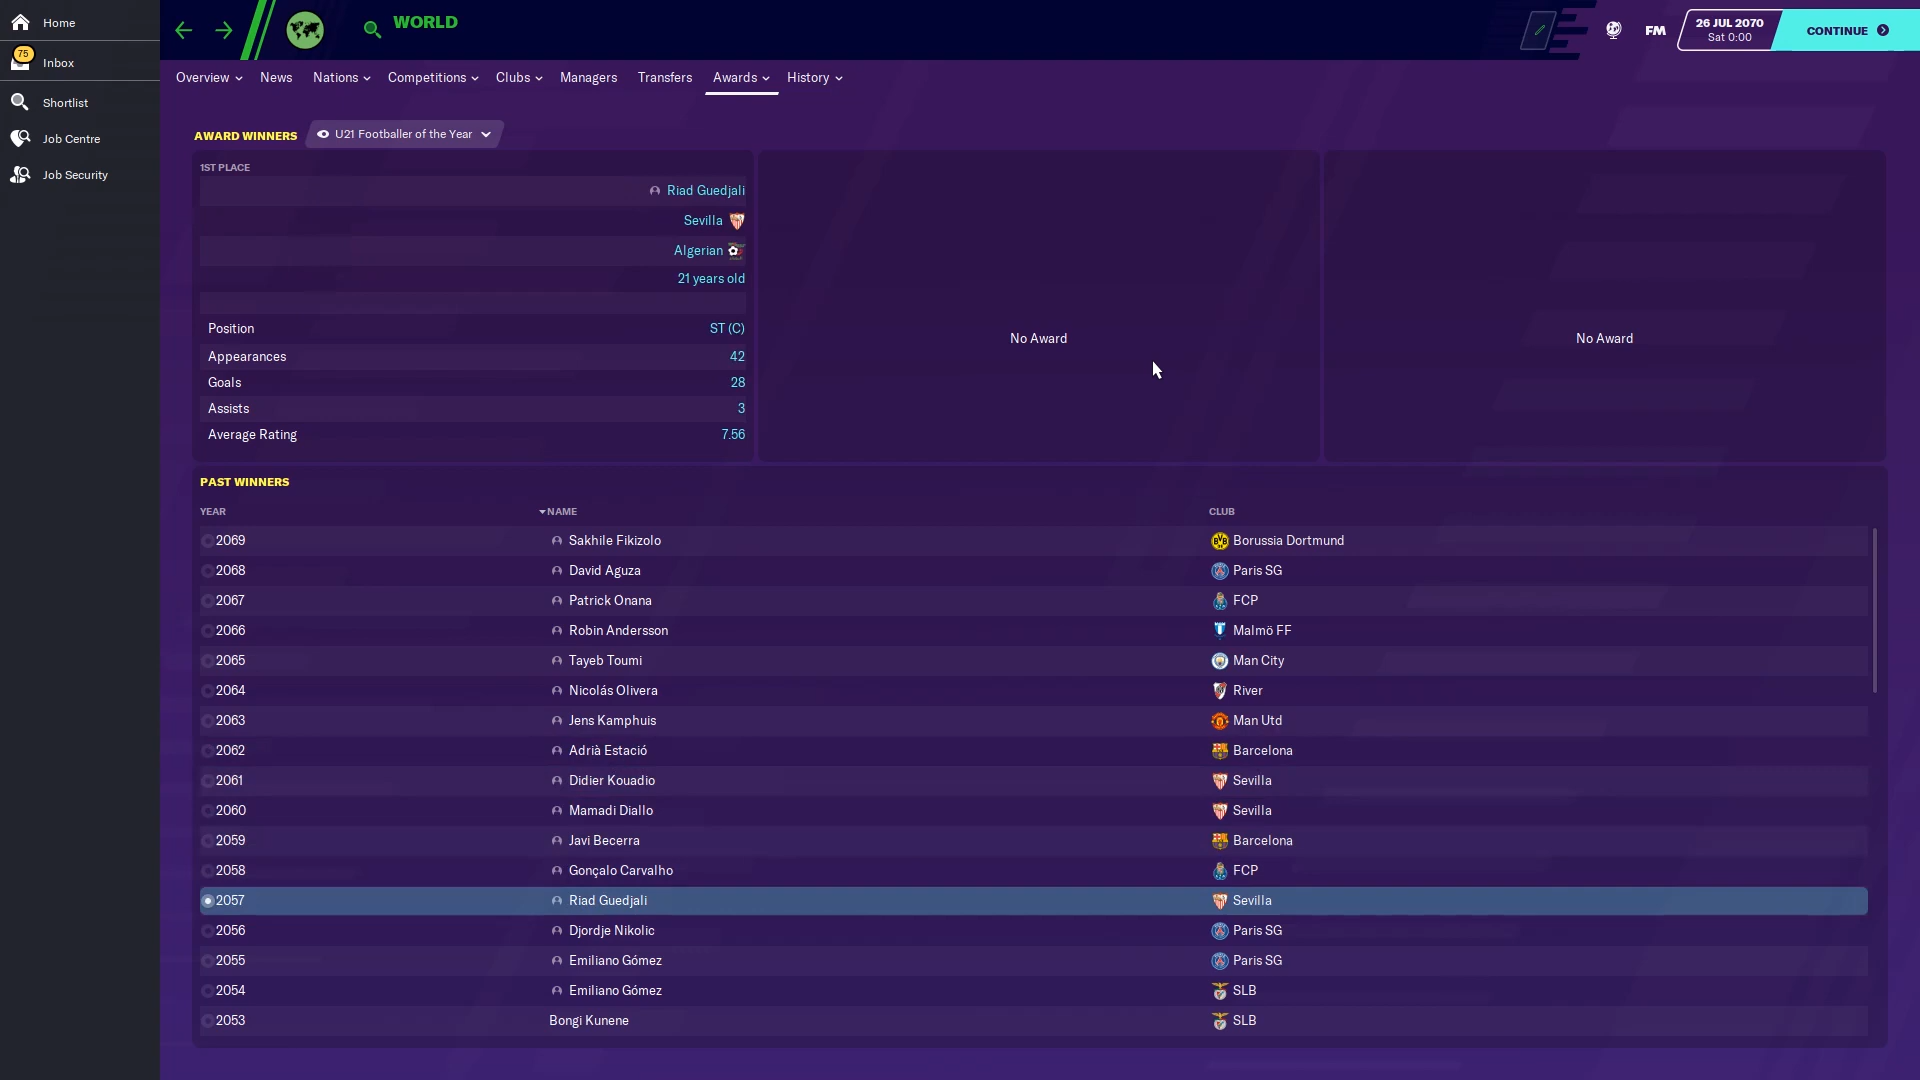 Home
75
Inbox
Shortlist
Job Centre
Job Security
WORLD
FM
26 JUL 2070
Sat 0:00
CONTINUE
Overview News Nations Competitions Clubs Managers Transfers Awards History
AWARD WINNERS U21 Footballer of the Year
1ST PLACE
Riad Guedjali
Sevilla
Algerian
21 years old
Position ST (C)
Appearances 42
Goals 28
Assists 3
Average Rating 7.56
No Award
No Award
PAST WINNERS
YEAR NAME CLUB
2069 Sakhile Fikizolo Borussia Dortmund
2068 David Aguza Paris SG
2067 Patrick Onana FCP
2066 Robin Andersson Malmö FF
2065 Tayeb Toumi Man City
2064 Nicolás Olivera River
2063 Jens Kamphuis Man Utd
2062 Adrià Estació Barcelona
2061 Didier Kouadio Sevilla
2060 Mamadi Diallo Sevilla
2059 Javi Becerra Barcelona
2058 Gonçalo Carvalho FCP
2057 Riad Guedjali Sevilla
2056 Djordje Nikolic Paris SG
2055 Emiliano Gómez Paris SG
2054 Emiliano Gómez SLB
2053 Bongi Kunene SLB